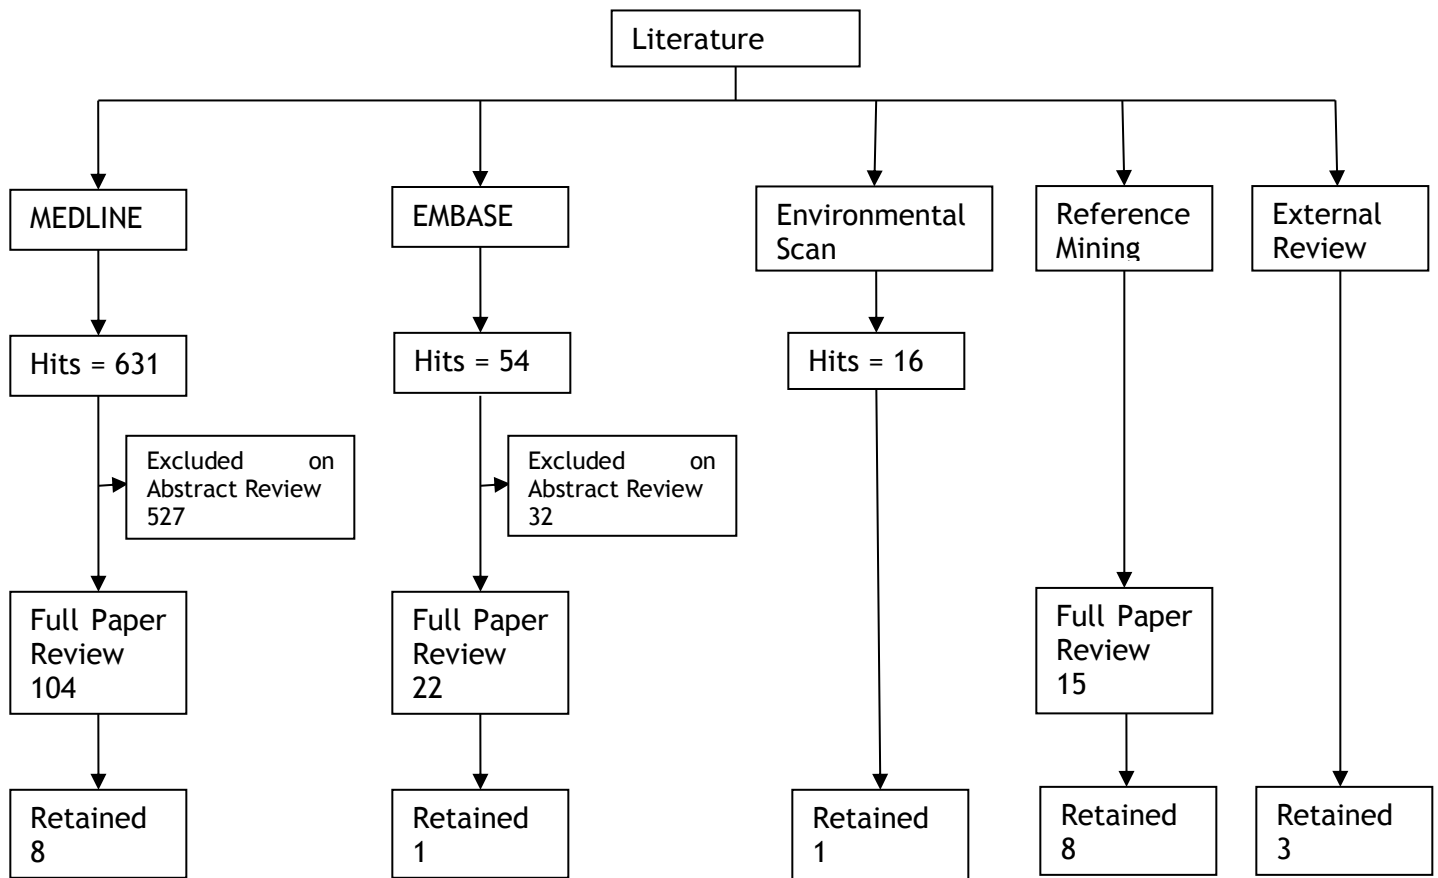 Literature
MEDLINE
EMBASE
Environmental
Scan
Reference
Mining
External
Review
Hits = 631
Hits = 54
Hits = 16
Excluded on
Abstract Review
527
Excluded on
Abstract Review
32
Full Paper
Review
104
Full Paper
Review
22
Full Paper
Review
15
Retained
8
Retained
1
Retained
1
Retained
8
Retained
3